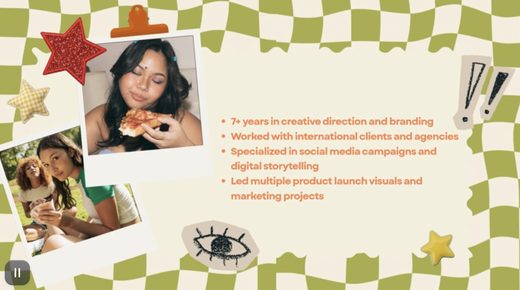 7+ years in creative direction and branding
Worked with international clients and agencies
Specialized in social media campaigns and
digital storytelling
Led multiple product launch visuals and
marketing projects